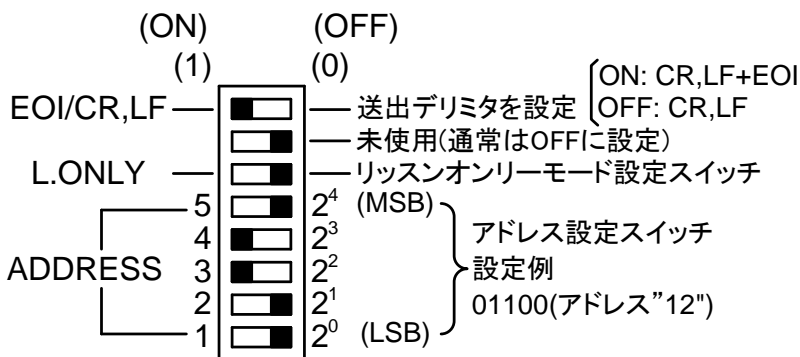 (ON) (OFF)
(1) (0)
EOI/CR,LF 送出デリミタを設定 ON: CR,LF+EOI
OFF: CR,LF
未使用(通常はOFFに設定)
L.ONLY リッスンオンリーモード設定スイッチ
ADDRESS
5 2⁴ (MSB)
4 2³
3 2²
2 2¹
1 2⁰ (LSB)
アドレス設定スイッチ
設定例
01100(アドレス”12")